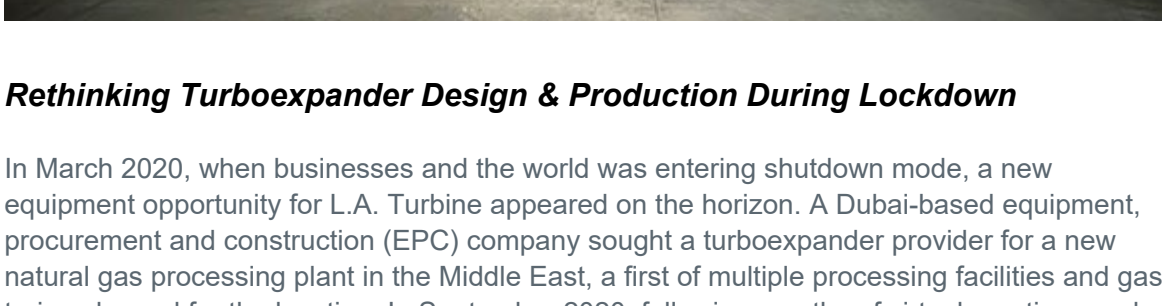 Rethinking Turboexpander Design & Production During Lockdown
In March 2020, when businesses and the world was entering shutdown mode, a new
equipment opportunity for L.A. Turbine appeared on the horizon. A Dubai-based equipment,
procurement and construction (EPC) company sought a turboexpander provider for a new
natural gas processing plant in the Middle East, a first of multiple processing facilities and gas